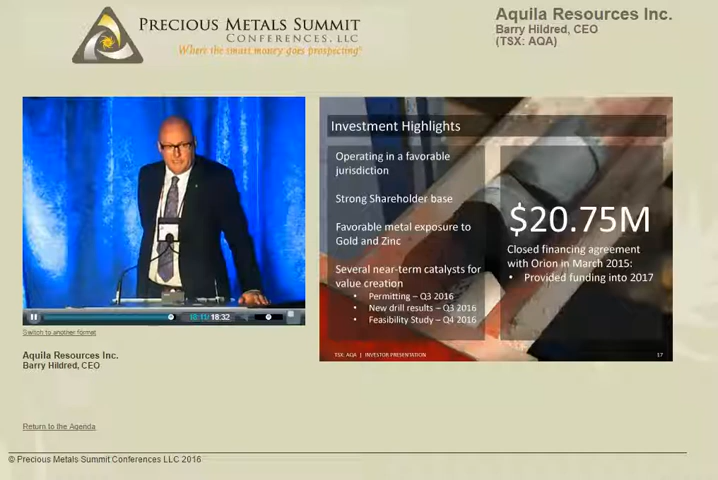 PRECIOUS METALS SUMMIT
CONFERENCES, LLC
Where the smart money goes prospecting
Aquila Resources Inc.
Barry Hildred, CEO
(TSX: AQA)
Investment Highlights
Operating in a favorable
jurisdiction
Strong Shareholder base
Favorable metal exposure to
Gold and Zinc
Several near-term catalysts for
value creation
• Permitting – Q3 2016
• New drill results – Q3 2016
• Feasibility Study – Q4 2016
$20.75M
Closed financing agreement
with Orion in March 2015:
• Provided funding into 2017
TSX: AQA | INVESTOR PRESENTATION
17
18:11/ 18:32
Switch to another format
Aquila Resources Inc.
Barry Hildred, CEO
Return to the Agenda
© Precious Metals Summit Conferences LLC 2016